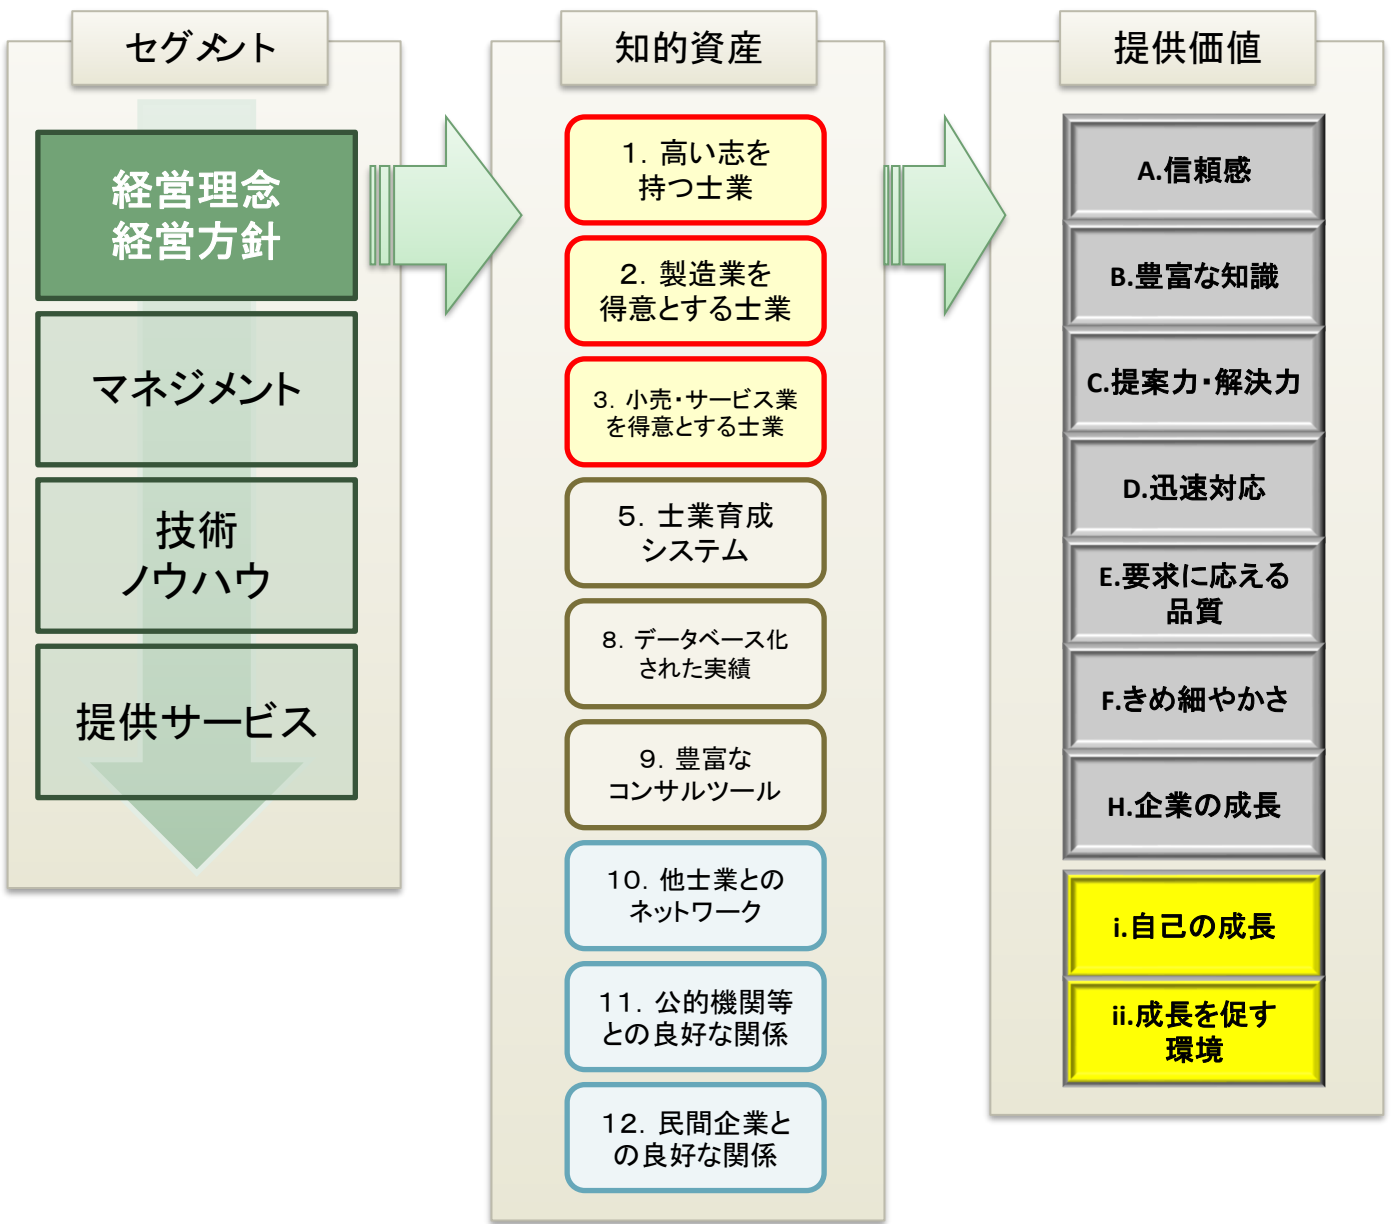 セグメント
経営理念
経営方針
マネジメント
技術
ノウハウ
提供サービス
知的資産
1．高い志を
持つ士業
2．製造業を
得意とする士業
3．小売・サービス業
を得意とする士業
5．士業育成
システム
8．データベース化
された実績
9．豊富な
コンサルツール
10．他士業との
ネットワーク
11．公的機関等
との良好な関係
12．民間企業と
の良好な関係
提供価値
A.信頼感
B.豊富な知識
C.提案力・解決力
D.迅速対応
E.要求に応える
品質
F.きめ細やかさ
H.企業の成長
i.自己の成長
ii.成長を促す
環境